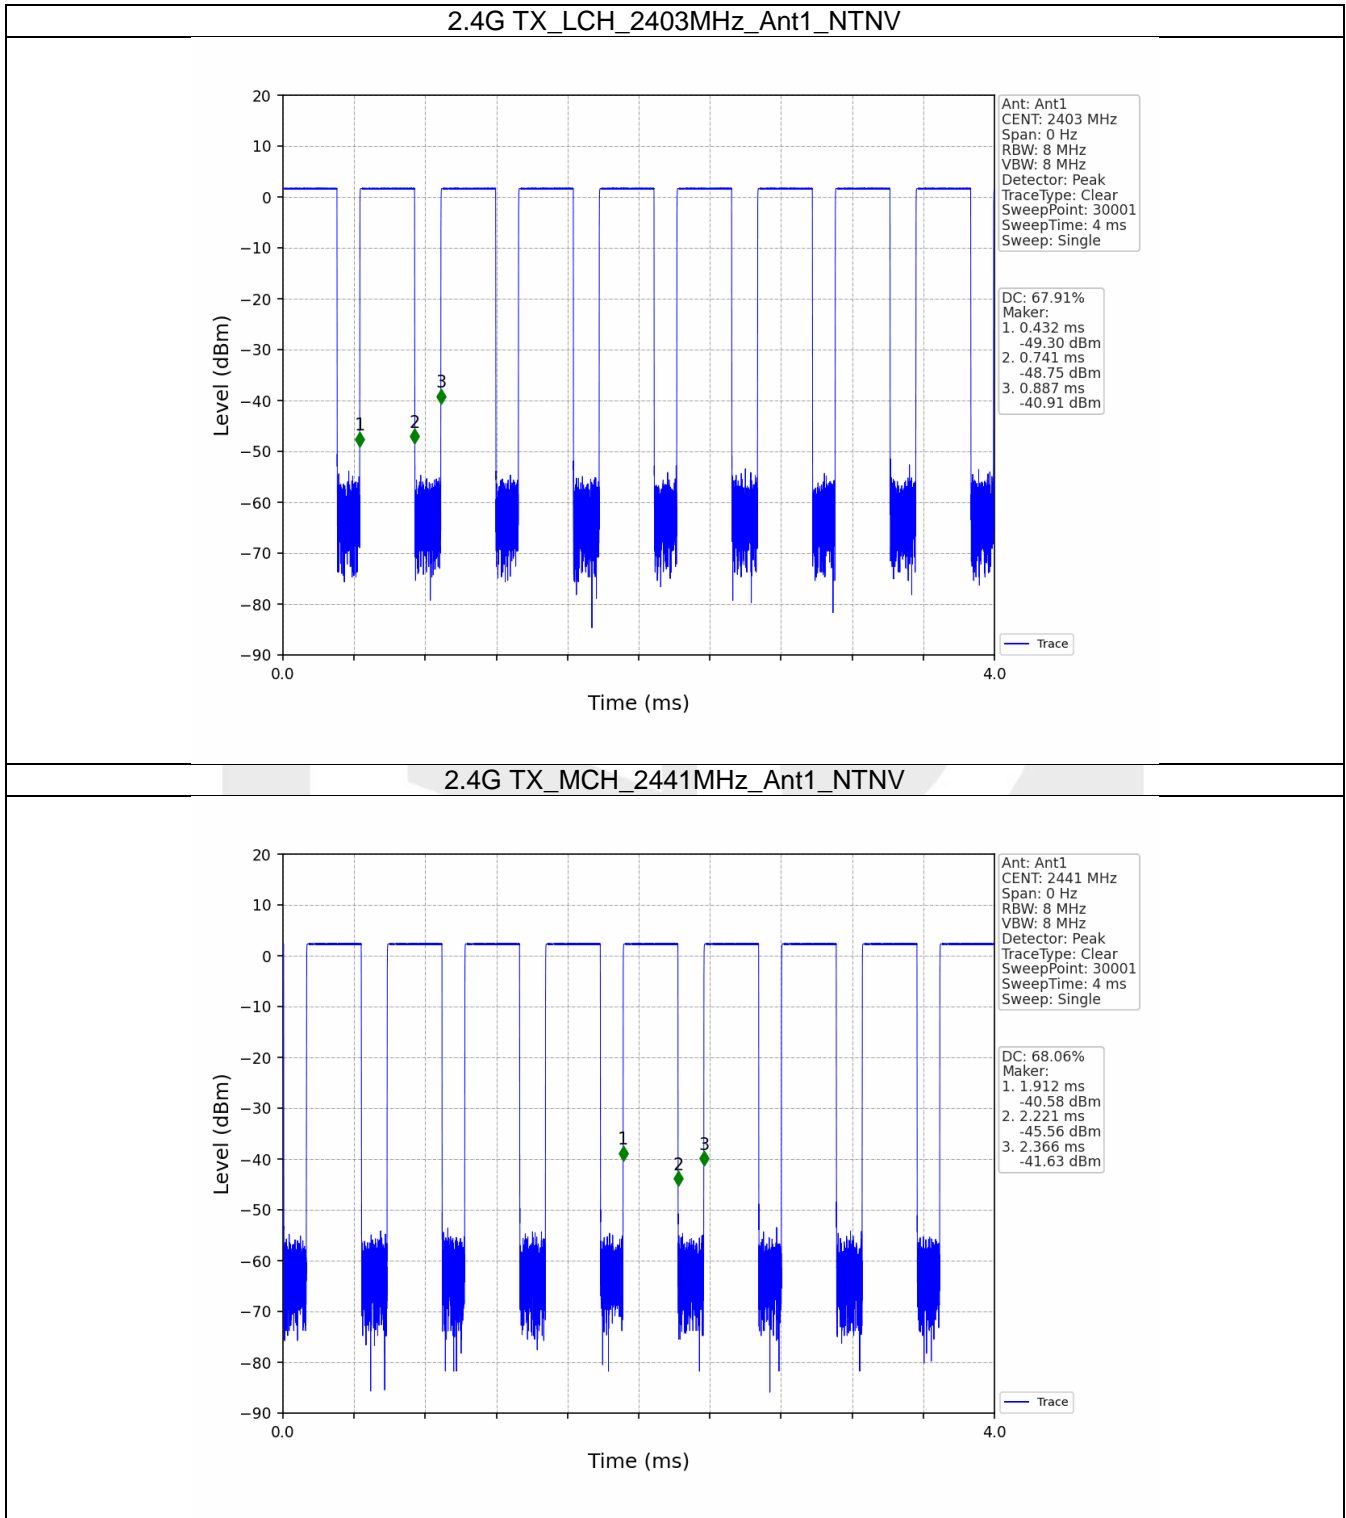 2.4G TX_LCH_2403MHz_Ant1_NTNV
20
10
0
−10
−20
−30
−40
−50
−60
−70
−80
−90
Level (dBm)
1
2
3
0.0
4.0
Time (ms)
Ant: Ant1
CENT: 2403 MHz
Span: 0 Hz
RBW: 8 MHz
VBW: 8 MHz
Detector: Peak
TraceType: Clear
SweepPoint: 30001
SweepTime: 4 ms
Sweep: Single
DC: 67.91%
Maker:
1. 0.432 ms
-49.30 dBm
2. 0.741 ms
-48.75 dBm
3. 0.887 ms
-40.91 dBm
Trace
2.4G TX_MCH_2441MHz_Ant1_NTNV
20
10
0
−10
−20
−30
−40
−50
−60
−70
−80
−90
Level (dBm)
1
2
3
0.0
4.0
Time (ms)
Ant: Ant1
CENT: 2441 MHz
Span: 0 Hz
RBW: 8 MHz
VBW: 8 MHz
Detector: Peak
TraceType: Clear
SweepPoint: 30001
SweepTime: 4 ms
Sweep: Single
DC: 68.06%
Maker:
1. 1.912 ms
-40.58 dBm
2. 2.221 ms
-45.56 dBm
3. 2.366 ms
-41.63 dBm
Trace